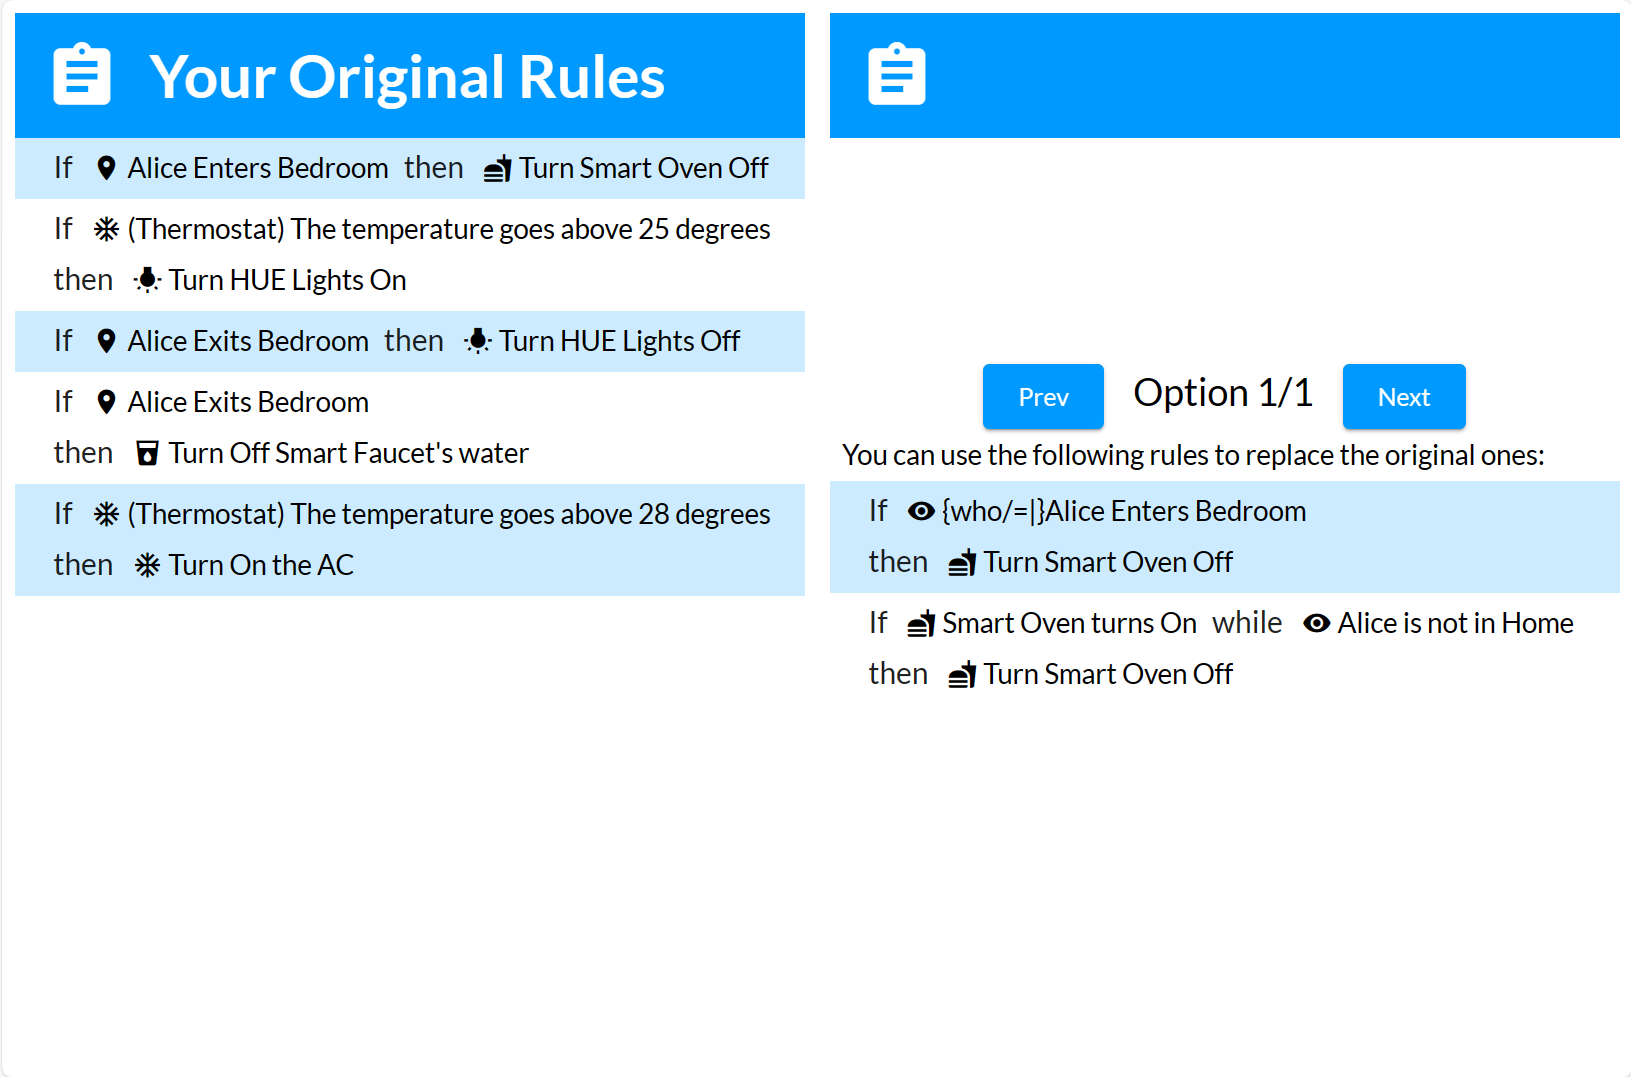 Your Original Rules
If Alice Enters Bedroom then Turn Smart Oven Off
If (Thermostat) The temperature goes above 25 degrees
then Turn HUE Lights On
If Alice Exits Bedroom then Turn HUE Lights Off
If Alice Exits Bedroom
then Turn Off Smart Faucet's water
If (Thermostat) The temperature goes above 28 degrees
then Turn On the AC
Prev Option 1/1 Next
You can use the following rules to replace the original ones:
If {who/=|}Alice Enters Bedroom
then Turn Smart Oven Off
If Smart Oven turns On while Alice is not in Home
then Turn Smart Oven Off